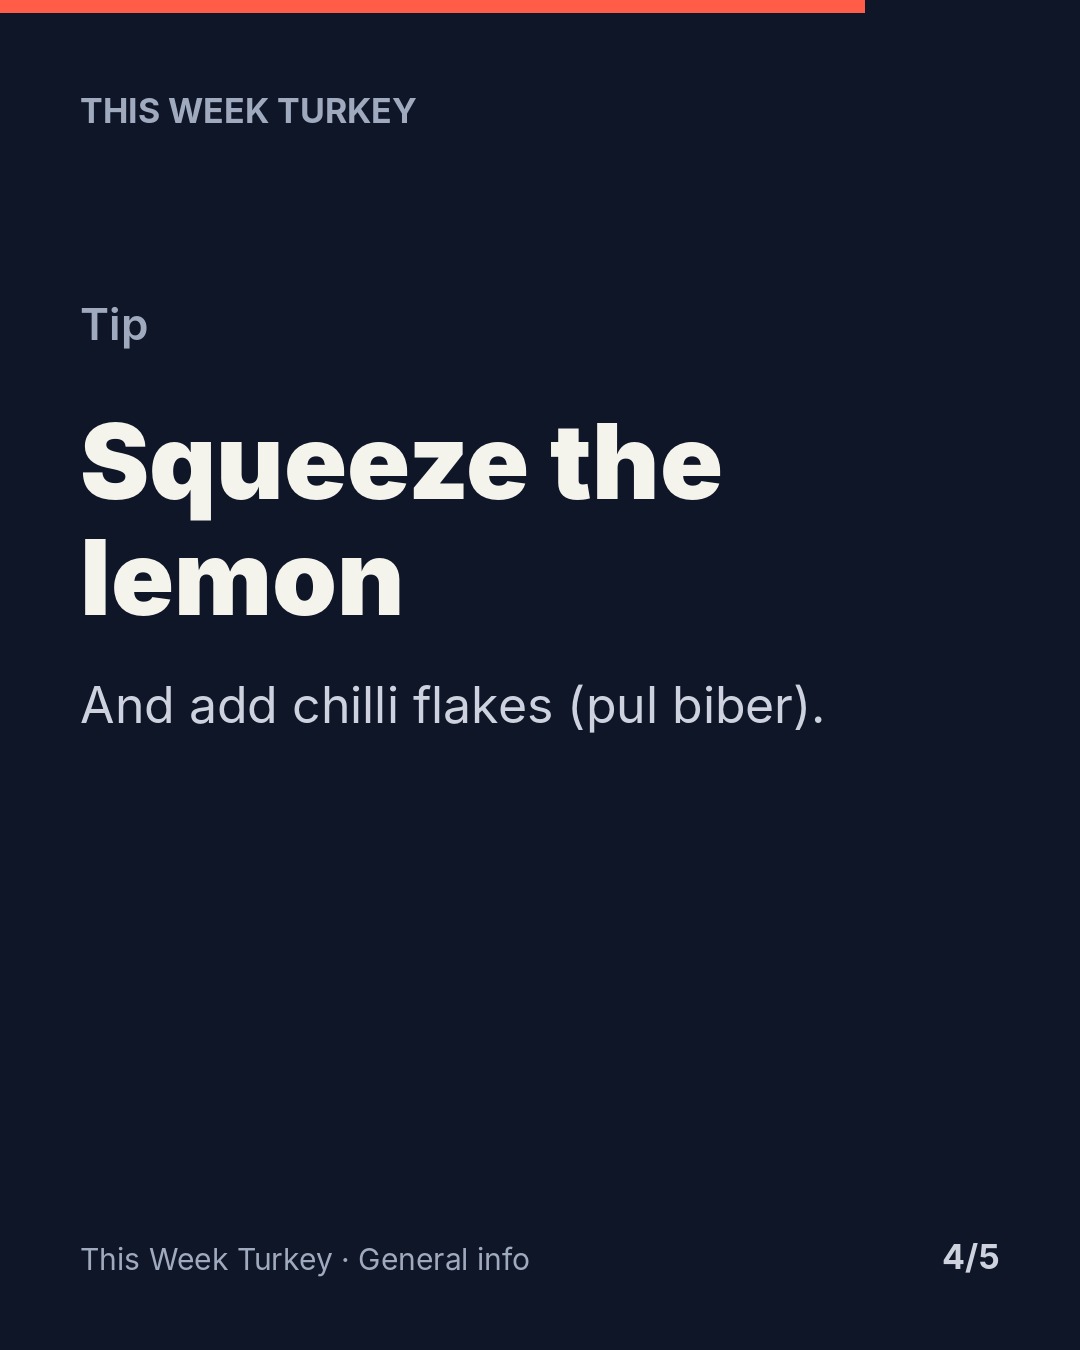 THIS WEEK TURKEY
Tip
Squeeze the
lemon
And add chilli flakes (pul biber).
This Week Turkey · General info
4/5